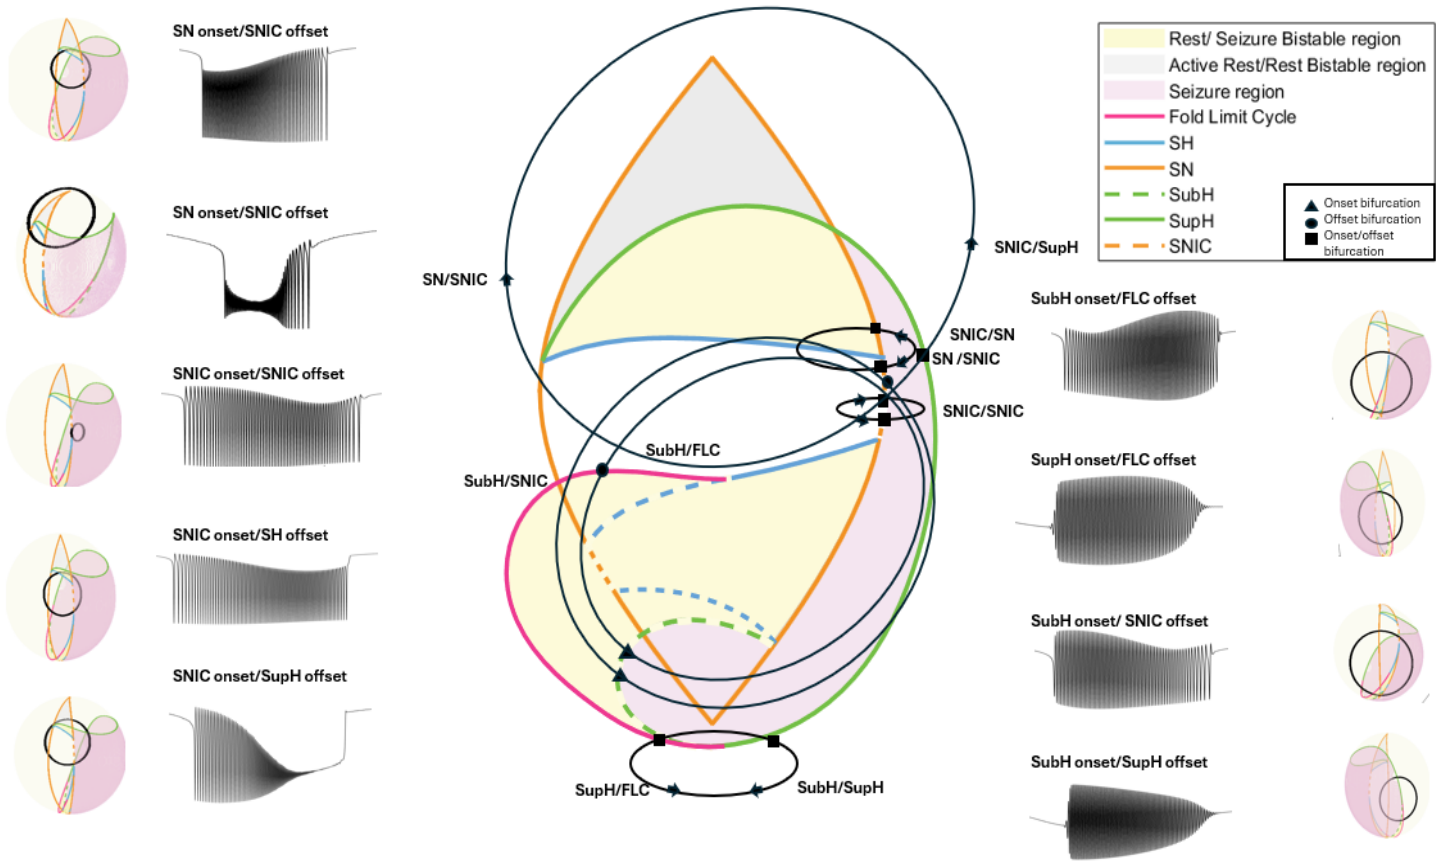 SN onset/SNIC offset
SN onset/SNIC offset
SNIC onset/SNIC offset
SNIC onset/SH offset
SNIC onset/SupH offset
SN/SNIC
SNIC/SupH
SNIC/SN
SN /SNIC
SNIC/SNIC
SubH/FLC
SubH/SNIC
SupH/FLC
SubH/SupH
Rest/ Seizure Bistable region
Active Rest/Rest Bistable region
Seizure region
Fold Limit Cycle
SH
SN
SubH
SupH
SNIC
Onset bifurcation
Offset bifurcation
Onset/offset
bifurcation
SubH onset/FLC offset
SupH onset/FLC offset
SubH onset/ SNIC offset
SubH onset/SupH offset